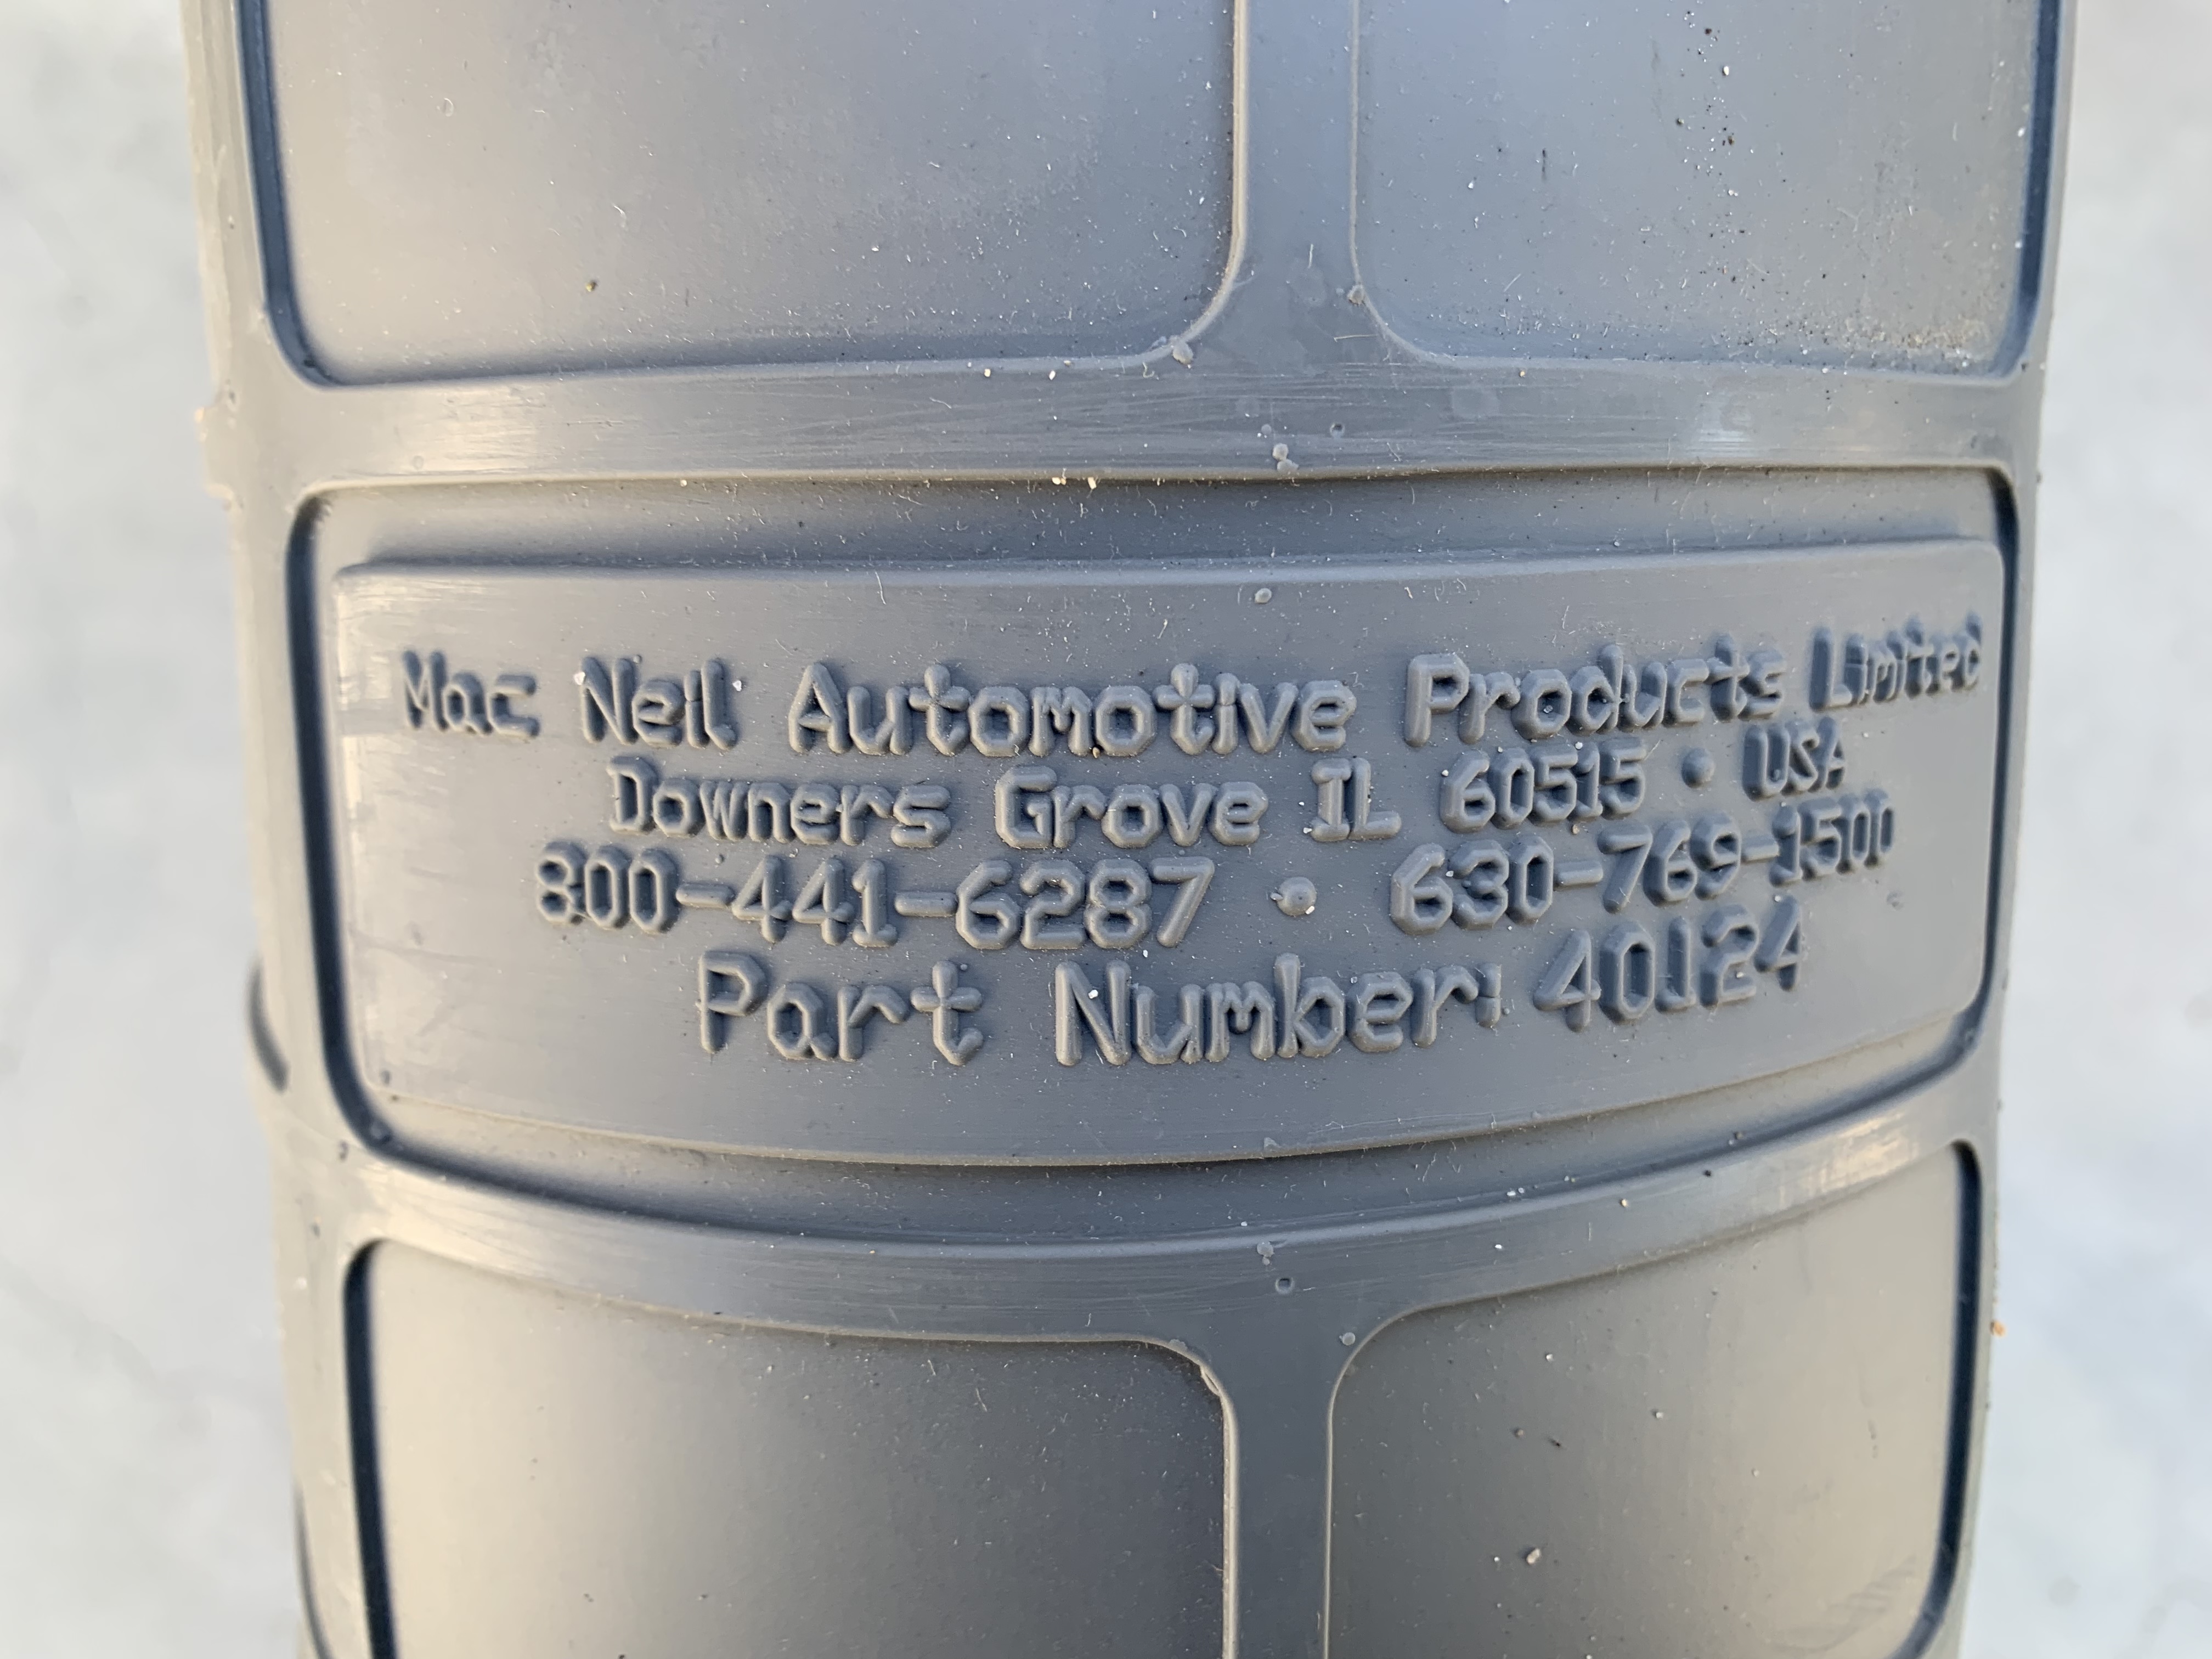 Mac Neil Automotive Products Limited
Downers Grove IL 60515 • USA
800-441-6287 • 630-769-1500
Part Number: 40124